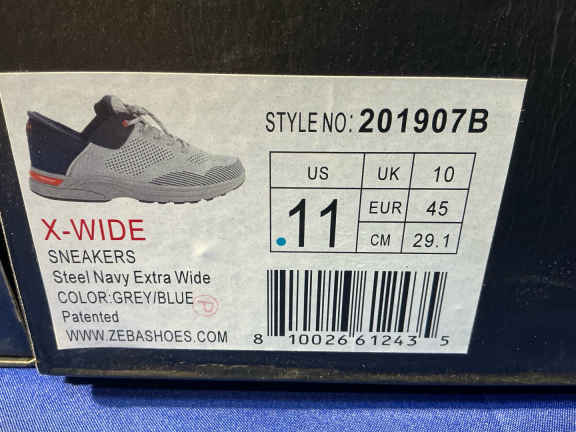 STYLE NO: 201907B
US UK 10
.11 EUR 45
CM 29.1
X-WIDE
SNEAKERS
Steel Navy Extra Wide
COLOR:GREY/BLUE P
Patented
WWW.ZEBASHOES.COM
8 10026 61243 5